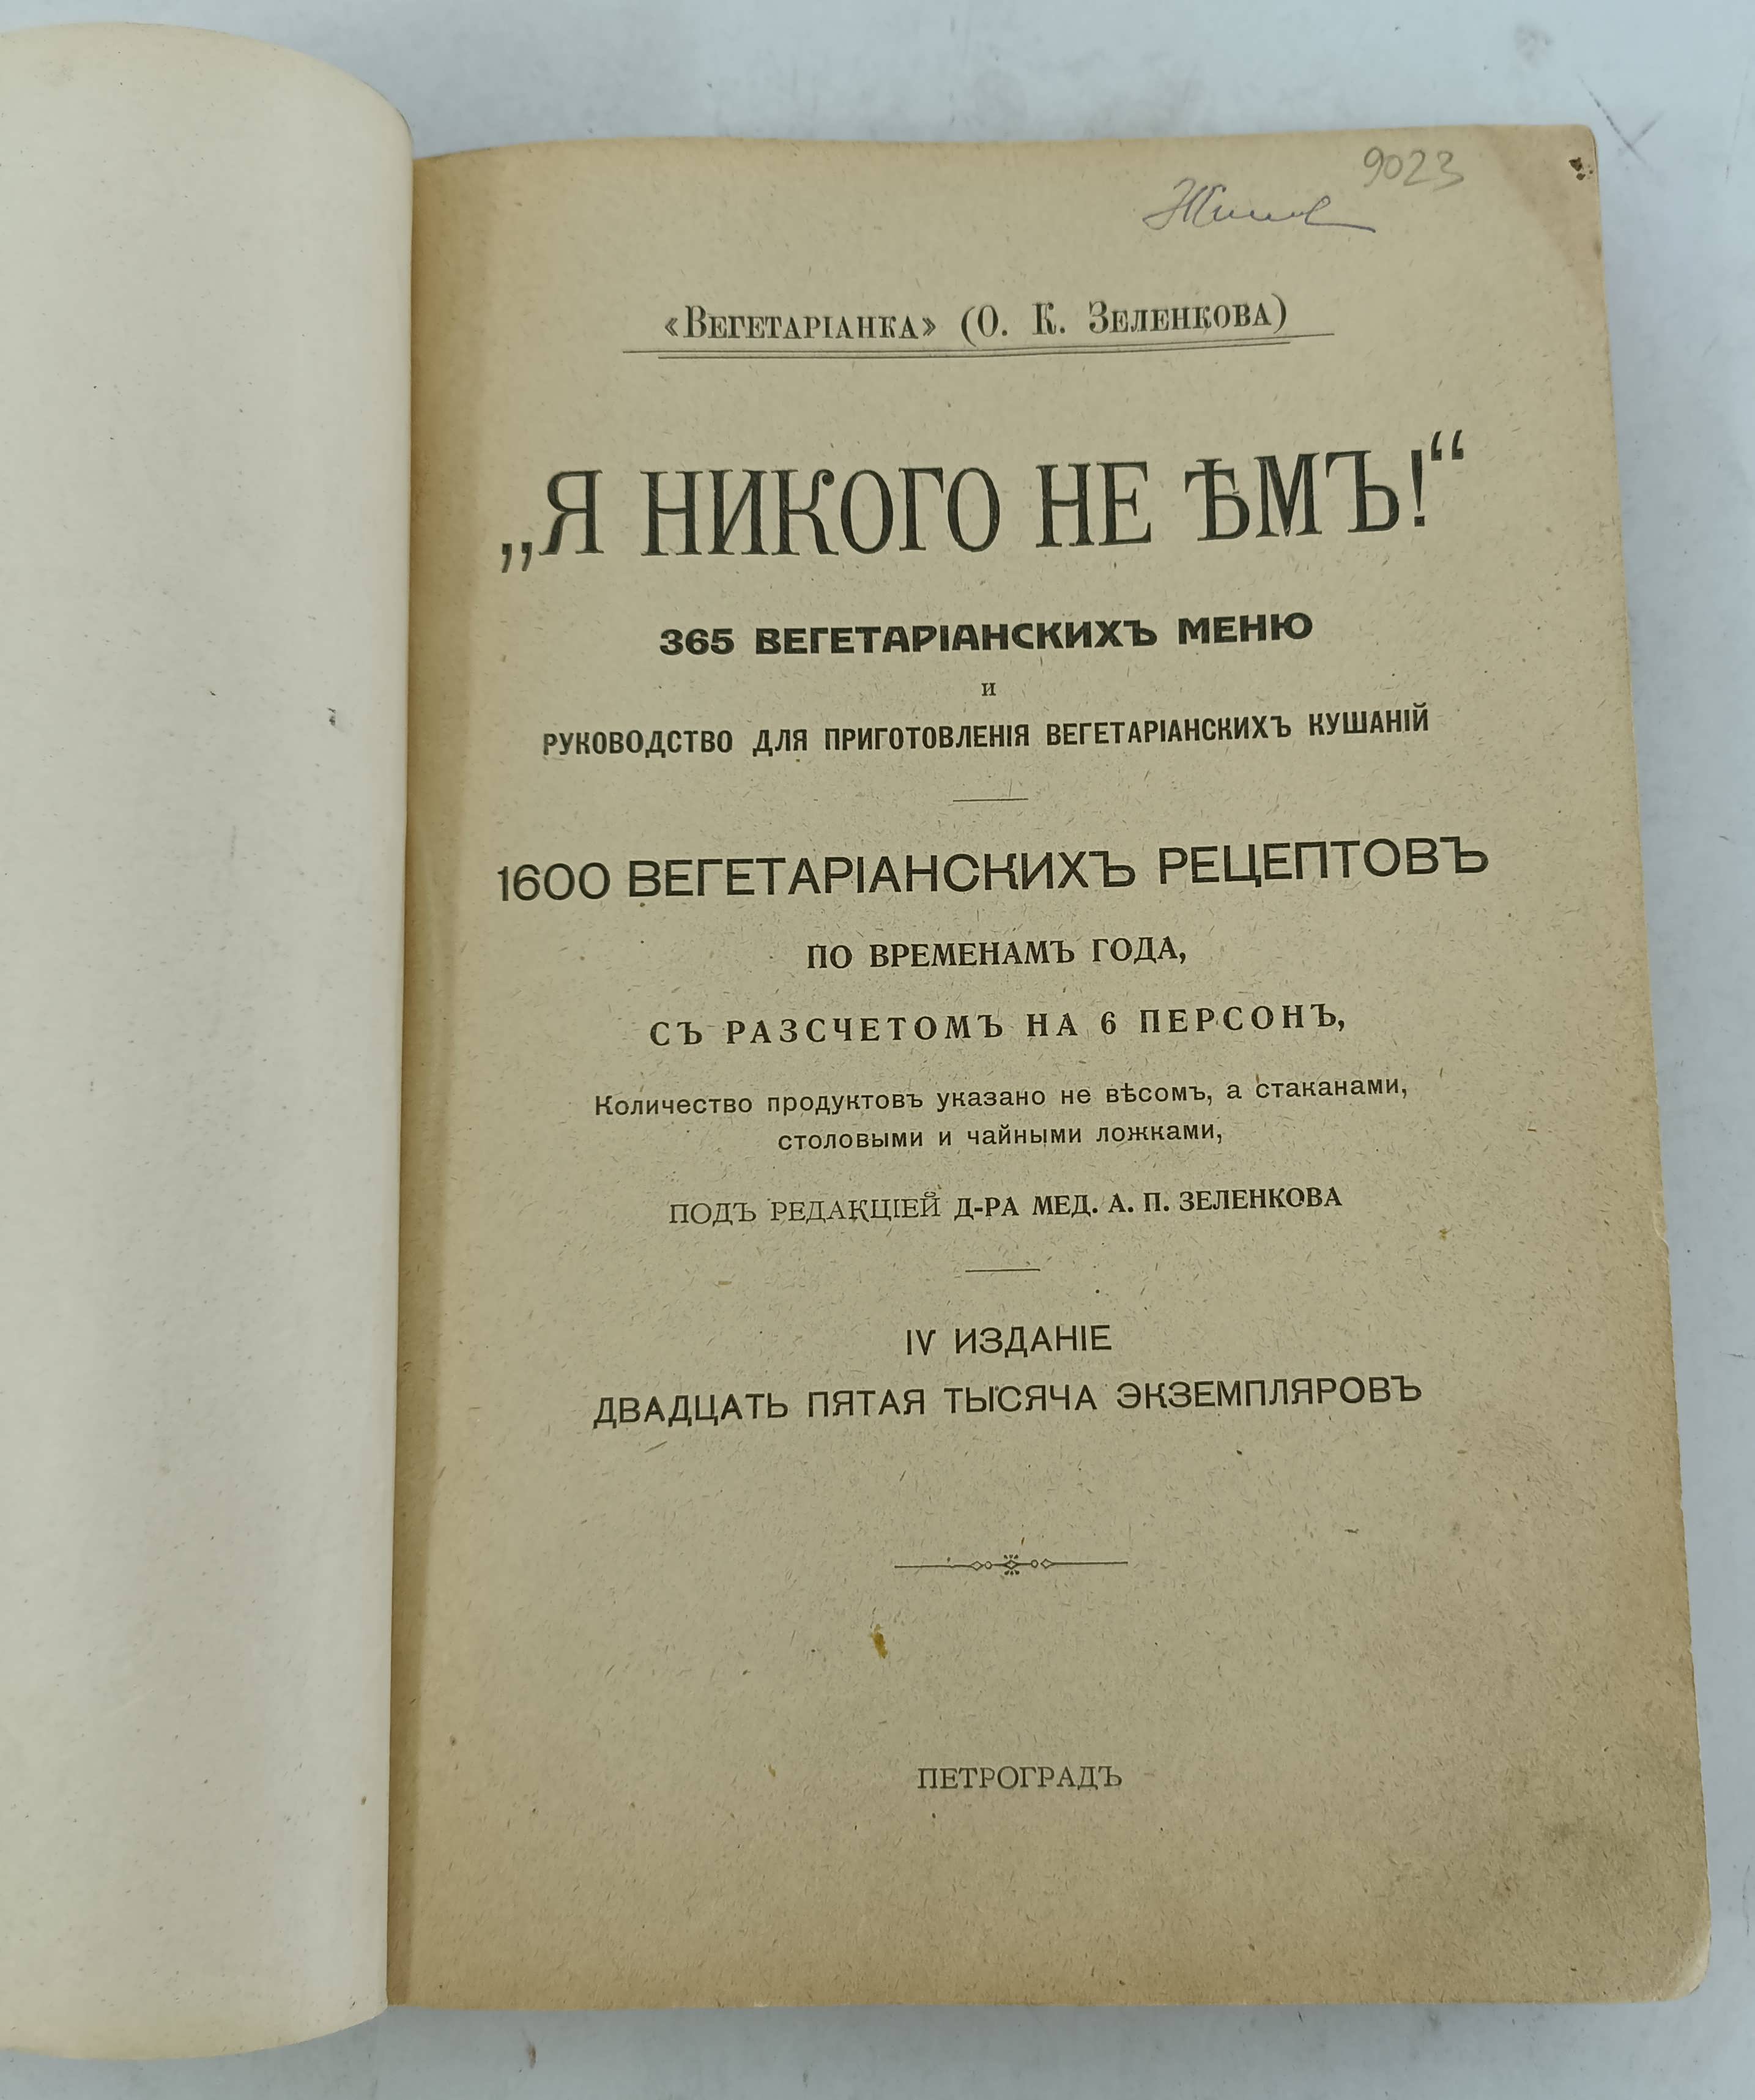 9023
«Вегетаріанка» (О. К. Зеленкова)
„Я НИКОГО НЕ ѢМЪ!“
365 ВЕГЕТАРІАНСКИХЪ МЕНЮ
и
РУКОВОДСТВО ДЛЯ ПРИГОТОВЛЕНІЯ ВЕГЕТАРІАНСКИХЪ КУШАНІЙ
1600 ВЕГЕТАРІАНСКИХЪ РЕЦЕПТОВЪ
ПО ВРЕМЕНАМЪ ГОДА,
СЪ РАЗСЧЕТОМЪ НА 6 ПЕРСОНЪ,
Количество продуктовъ указано не вѣсомъ, а стаканами,
столовыми и чайными ложками,
ПОДЪ РЕДАКЦІЕЙ Д-РА МЕД. А. П. ЗЕЛЕНКОВА
IV ИЗДАНІЕ
ДВАДЦАТЬ ПЯТАЯ ТЫСЯЧА ЭКЗЕМПЛЯРОВЪ
ПЕТРОГРАДЪ